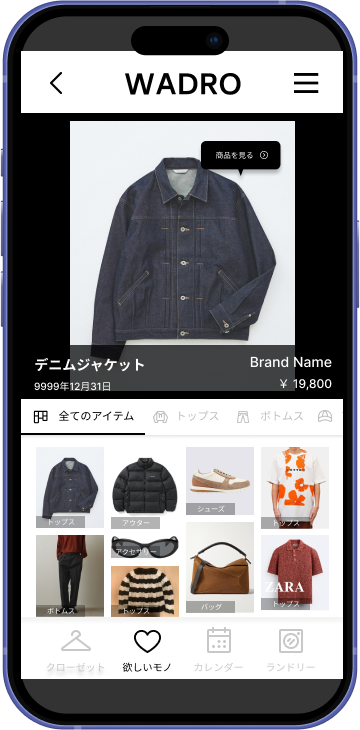 WADRO
商品を見る
デニムジャケット
Brand Name
9999年12月31日
¥ 19,800
全てのアイテム
トップス
ボトムス
トップス
アウター
シューズ
トップス
アクセサリー
ボトムス
トップス
バッグ
ZARA
トップス
クローゼット
欲しいモノ
カレンダー
ランドリー